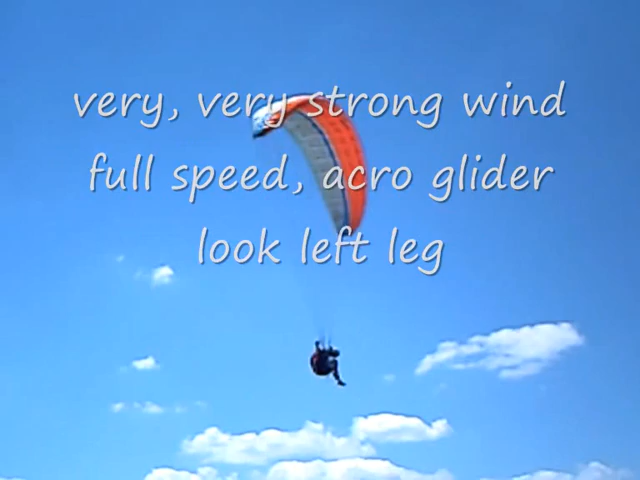 very, very strong wind
full speed, acro glider
look left leg